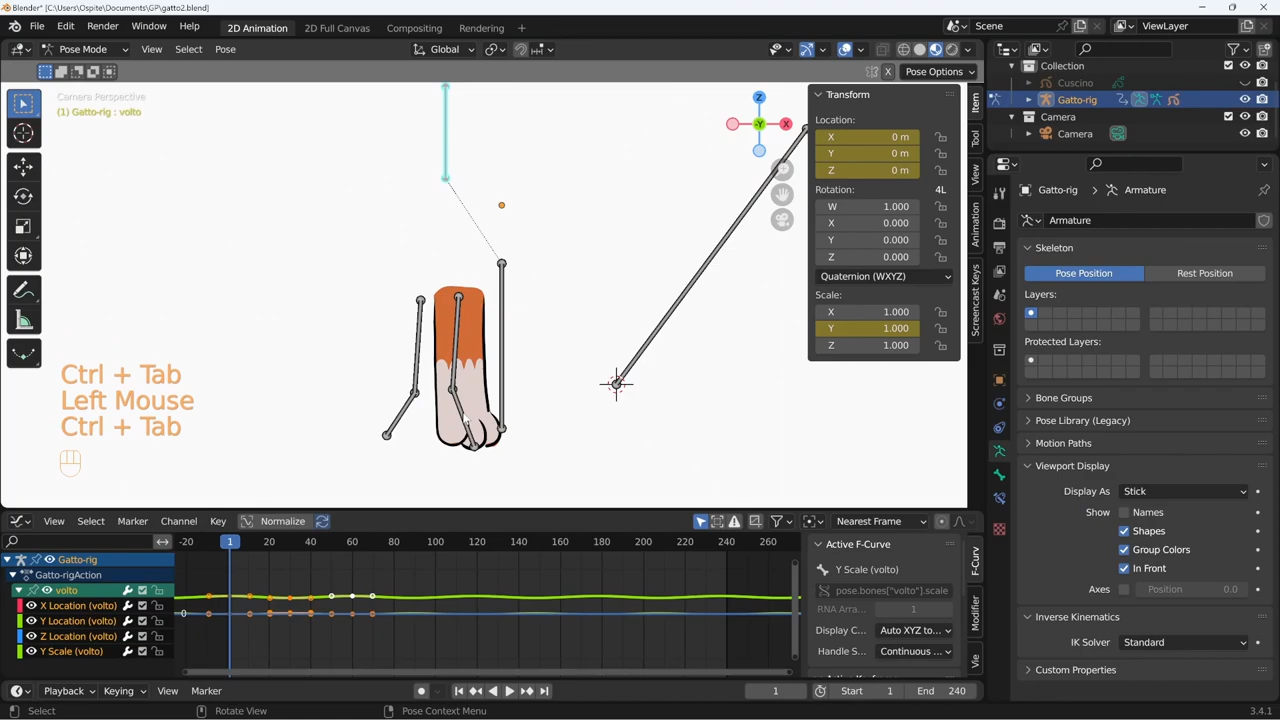 Blender* [C:\Users\Ospite\Documents\GP\gatto2.blend]
File Edit Render Window Help 2D Animation 2D Full Canvas Compositing Rendering Scene ViewLayer
Pose Mode View Select Pose Global
X Pose Options
Camera Perspective
(1) Gatto-rig : volto
Z
-Y
X
Transform
Location:
X 0 m
Y 0 m
Z 0 m
Rotation: 4L
W 1.000
X 0.000
Y 0.000
Z 0.000
Quaternion (WXYZ)
Scale:
X 1.000
Y 1.000
Z 1.000
Item
Tool
View
Animation
Screencast Keys
Ctrl + Tab
Left Mouse
Ctrl + Tab
Collection
Cuscino
Gatto-rig
Camera
Camera
Gatto-rig Armature
Armature
Skeleton
Pose Position Rest Position
Layers:
Protected Layers:
Bone Groups
Pose Library (Legacy)
Motion Paths
Viewport Display
Display As Stick
Show Names
Shapes
Group Colors
In Front
Axes Position 0.0
Inverse Kinematics
IK Solver Standard
Custom Properties
View Select Marker Channel Key Normalize Nearest Frame
-20 1 20 40 60 80 100 120 140 160 180 200 220 240 260
Gatto-rig
Gatto-rigAction
volto
X Location (volto)
Y Location (volto)
Z Location (volto)
Y Scale (volto)
Active F-Curve
Y Scale (volto)
pose.bones["volto"].scale
RNA Arra... 1
Display C... Auto XYZ to...
Handle S... Continuous ...
F-Curve
Modifier
Vie
Playback Keying View Marker 1 Start 1 End 240
Select Rotate View Pose Context Menu 3.4.1